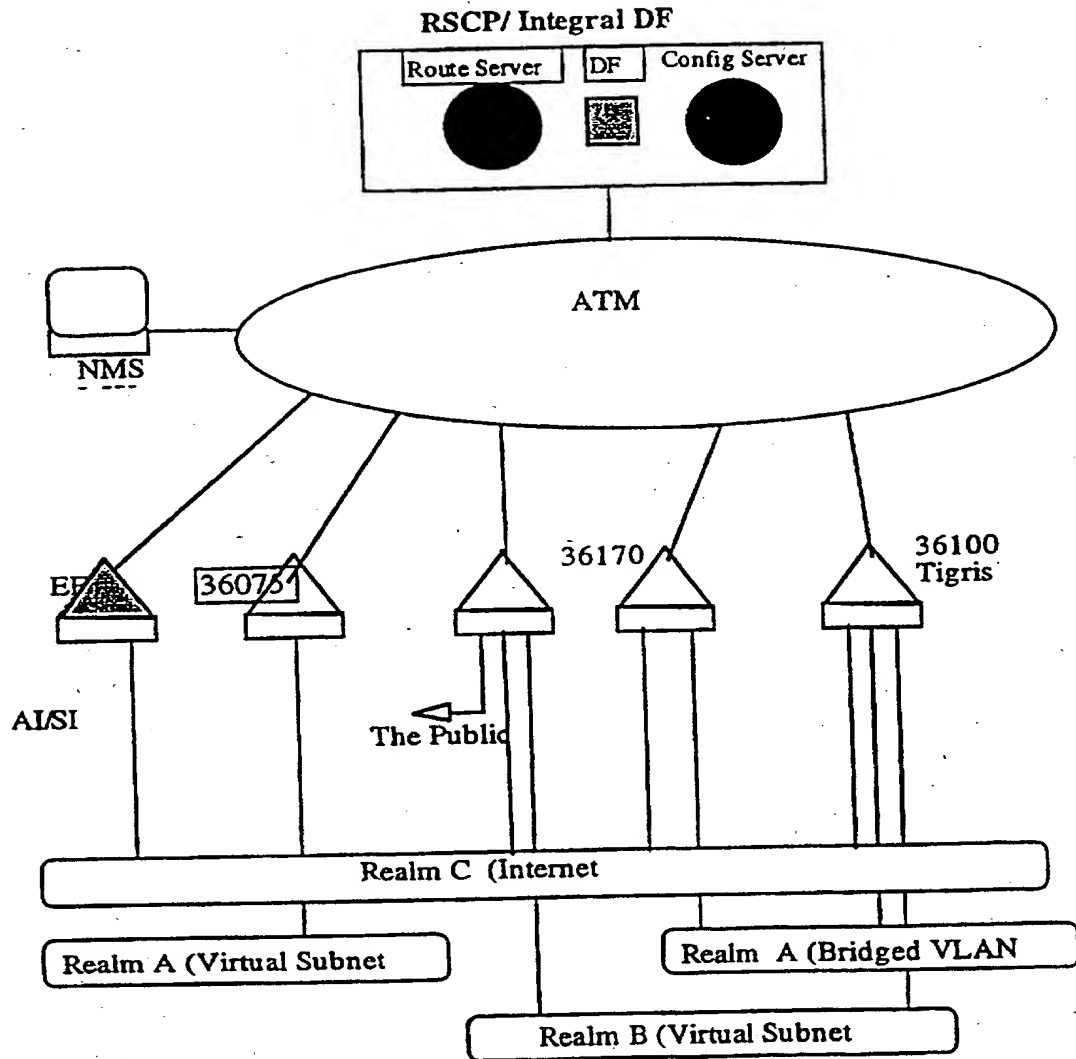 RSCP/ Integral DF
Route Server
DF
Config Server
ATM
NMS
36075
36170
36100
Tigris
AI/SI
The Public
Realm C (Internet
Realm A (Virtual Subnet
Realm A (Bridged VLAN
Realm B (Virtual Subnet